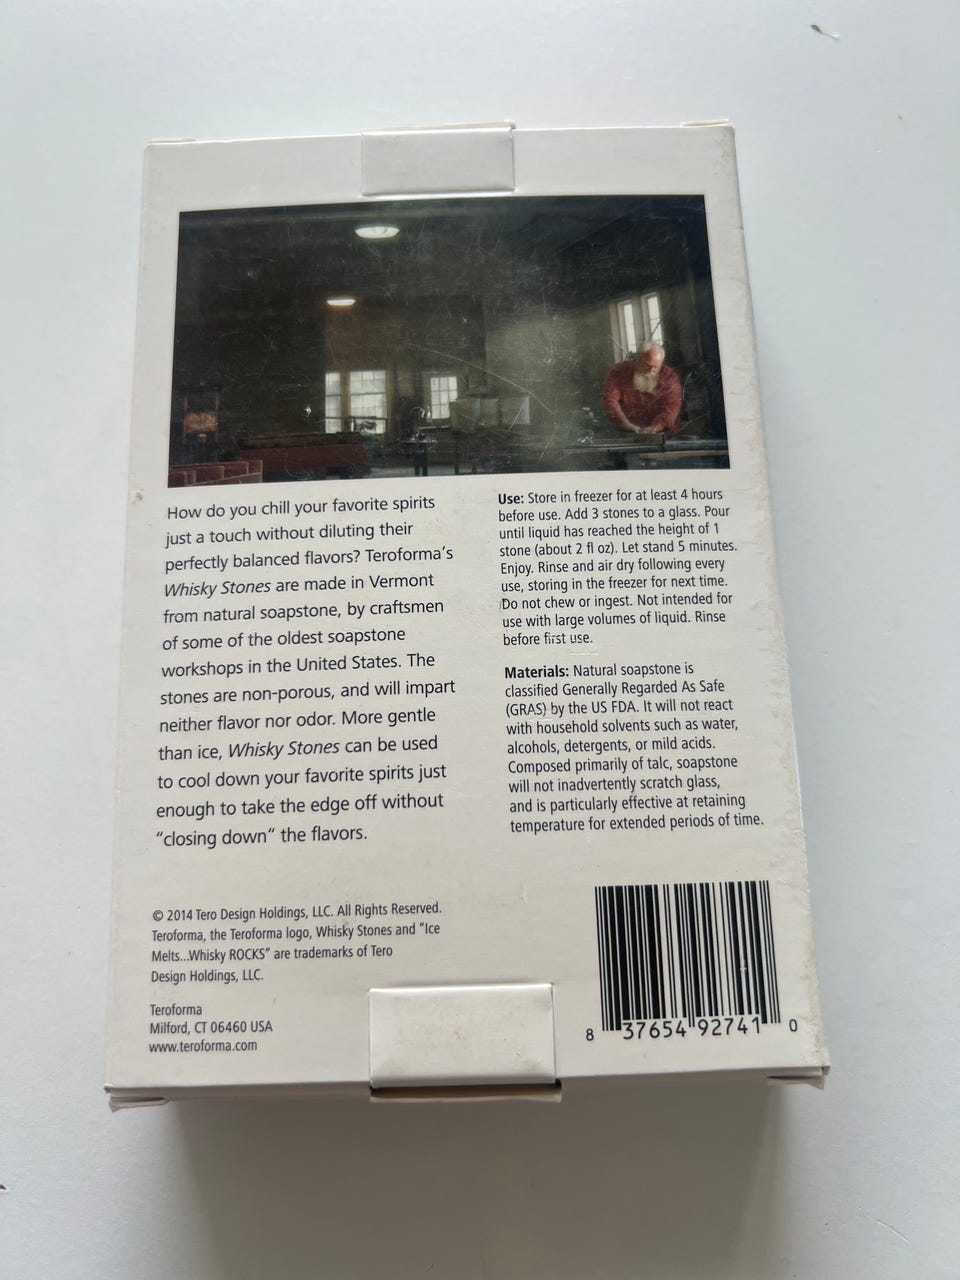 How do you chill your favorite spirits
just a touch without diluting their
perfectly balanced flavors? Teroforma's
Whisky Stones are made in Vermont
from natural soapstone, by craftsmen
of some of the oldest soapstone
workshops in the United States. The
stones are non-porous, and will impart
neither flavor nor odor. More gentle
than ice, Whisky Stones can be used
to cool down your favorite spirits just
enough to take the edge off without
“closing down“ the flavors.
Use: Store in freezer for at least 4 hours
before use. Add 3 stones to a glass. Pour
until liquid has reached the height of 1
stone (about 2 fl oz). Let stand 5 minutes.
Enjoy. Rinse and air dry following every
use, storing in the freezer for next time.
Do not chew or ingest. Not intended for
use with large volumes of liquid. Rinse
before first use.
Materials: Natural soapstone is
classified Generally Regarded As Safe
(GRAS) by the US FDA. It will not react
with household solvents such as water,
alcohols, detergents, or mild acids.
Composed primarily of talc, soapstone
will not inadvertently scratch glass,
and is particularly effective at retaining
temperature for extended periods of time.
© 2014 Tero Design Holdings, LLC. All Rights Reserved.
Teroforma, the Teroforma logo, Whisky Stones and "Ice
Melts...Whisky ROCKS" are trademarks of Tero
Design Holdings, LLC.
Teroforma
Milford, CT 06460 USA
www.teroforma.com
8 37654 92741 0